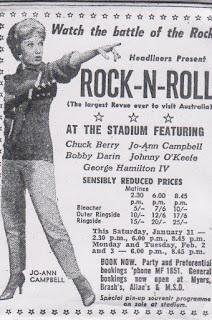 Watch the battle of the Rock
Headliners Present
ROCK-N-ROLL
(The largest Revue ever to visit Australia)
AT THE STADIUM FEATURING
Chuck Berry Jo-Ann Campbell
Bobby Darin Johnny O'Keefe
George Hamilton IV
SENSIBLY REDUCED PRICES
Matinee
2.30 6.00 8.45
p.m. p.m. p.m.
Bleacher 5/- 7/6 10/-
Outer Ringside 10/- 12/6 17/6
Ringside 15/- 20/- 25/-
This Saturday, January 31 —
2.30 p.m., 6.00 p.m., 8.45 p.m.
Monday and Tuesday, Feb. 2
and 3 — 6.00 p.m., 8.45 p.m.
BOOK NOW. Party and Preferential
bookings 'phone MF 1851. General
bookings now open at Myers,
Brash's, Allan's & M.S.D.
Special pin-up souvenir programme
on sale at stadium.
JO-ANN
CAMPBELL